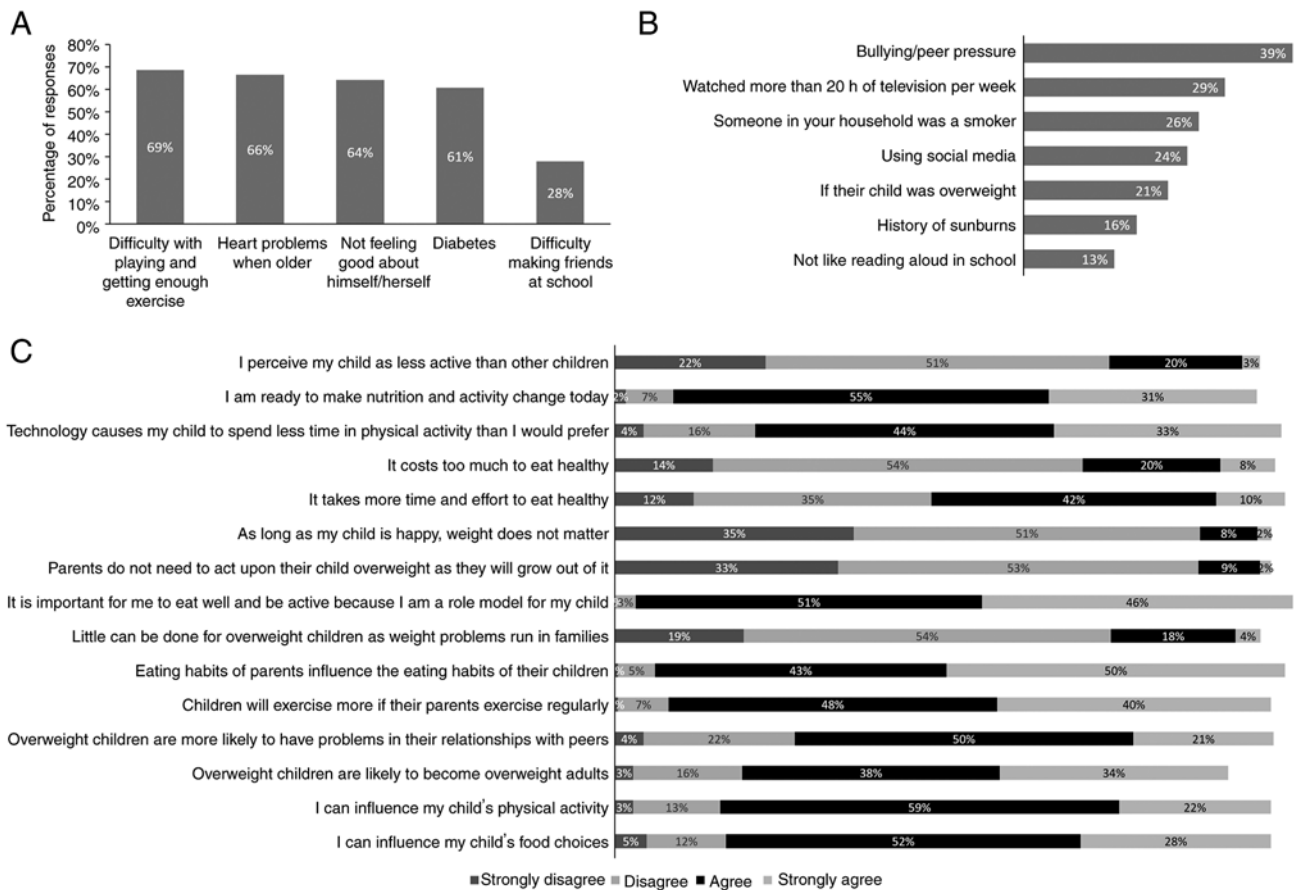 A
Percentage of responses
80%
70%
60%
50%
40%
30%
20%
10%
0%
69%
66%
64%
61%
28%
Difficulty with
playing and
getting enough
exercise
Heart problems
when older
Not feeling
good about
himself/herself
Diabetes
Difficulty
making friends
at school
B
Bullying/peer pressure 39%
Watched more than 20 h of television per week 29%
Someone in your household was a smoker 26%
Using social media 24%
If their child was overweight 21%
History of sunburns 16%
Not like reading aloud in school 13%
C
I perceive my child as less active than other children 22% 51% 20% 3%
I am ready to make nutrition and activity change today 2% 7% 55% 31%
Technology causes my child to spend less time in physical activity than I would prefer 4% 16% 44% 33%
It costs too much to eat healthy 14% 54% 20% 8%
It takes more time and effort to eat healthy 12% 35% 42% 10%
As long as my child is happy, weight does not matter 35% 51% 8% 2%
Parents do not need to act upon their child overweight as they will grow out of it 33% 53% 9% 2%
It is important for me to eat well and be active because I am a role model for my child 3% 51% 46%
Little can be done for overweight children as weight problems run in families 19% 54% 18% 4%
Eating habits of parents influence the eating habits of their children 5% 43% 50%
Children will exercise more if their parents exercise regularly 7% 48% 40%
Overweight children are more likely to have problems in their relationships with peers 4% 22% 50% 21%
Overweight children are likely to become overweight adults 3% 16% 38% 34%
I can influence my child's physical activity 3% 13% 59% 22%
I can influence my child's food choices 5% 12% 52% 28%
Strongly disagree Disagree Agree Strongly agree